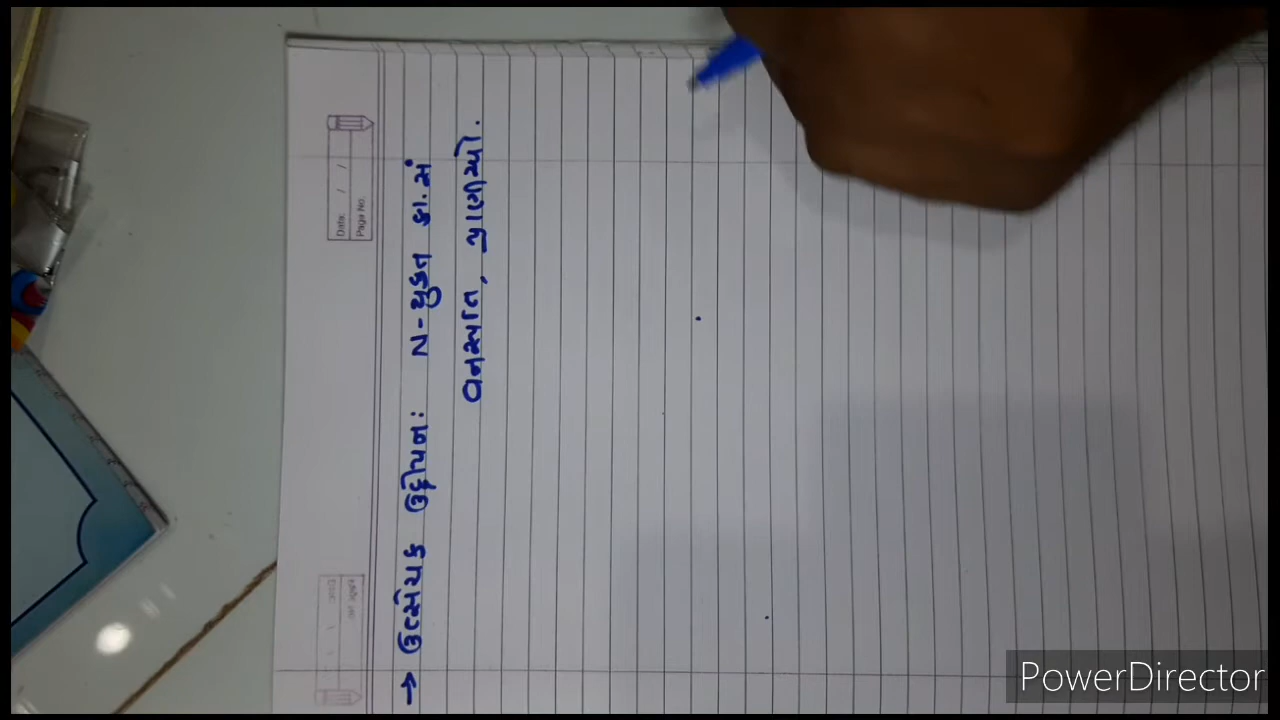 → ઉત્સેચક ઉદ્દીપન: N-યુક્ત કા.સં
વનસ્પતિ, પ્રાણીઓ.
Date: / /
Page No.
PowerDirector